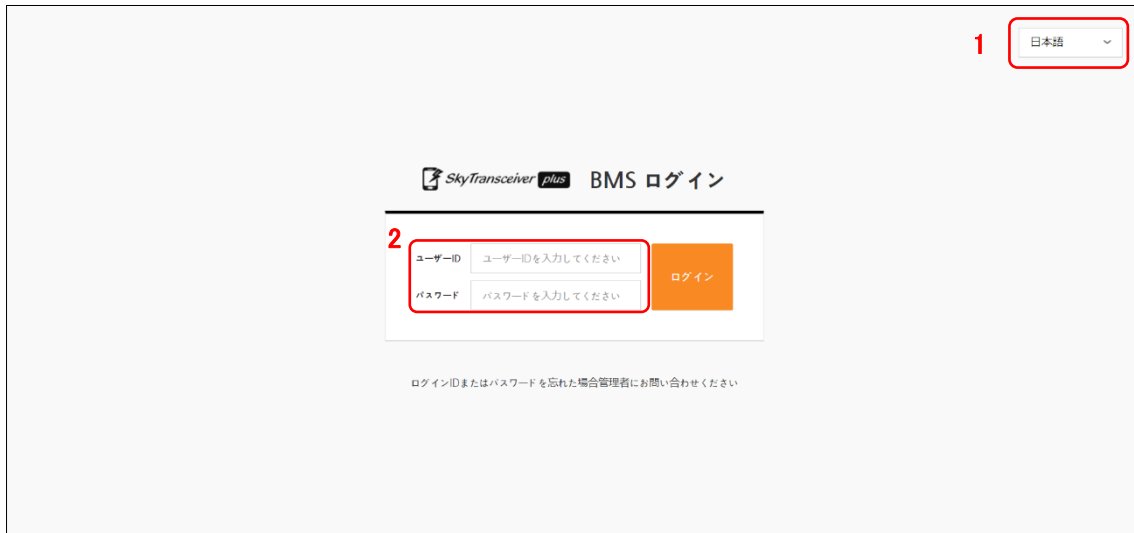 1
日本語
SkyTransceiver plus BMS ログイン
2
ユーザーID ユーザーIDを入力してください
ログイン
パスワード パスワードを入力してください
ログインIDまたはパスワードを忘れた場合管理者にお問い合わせください